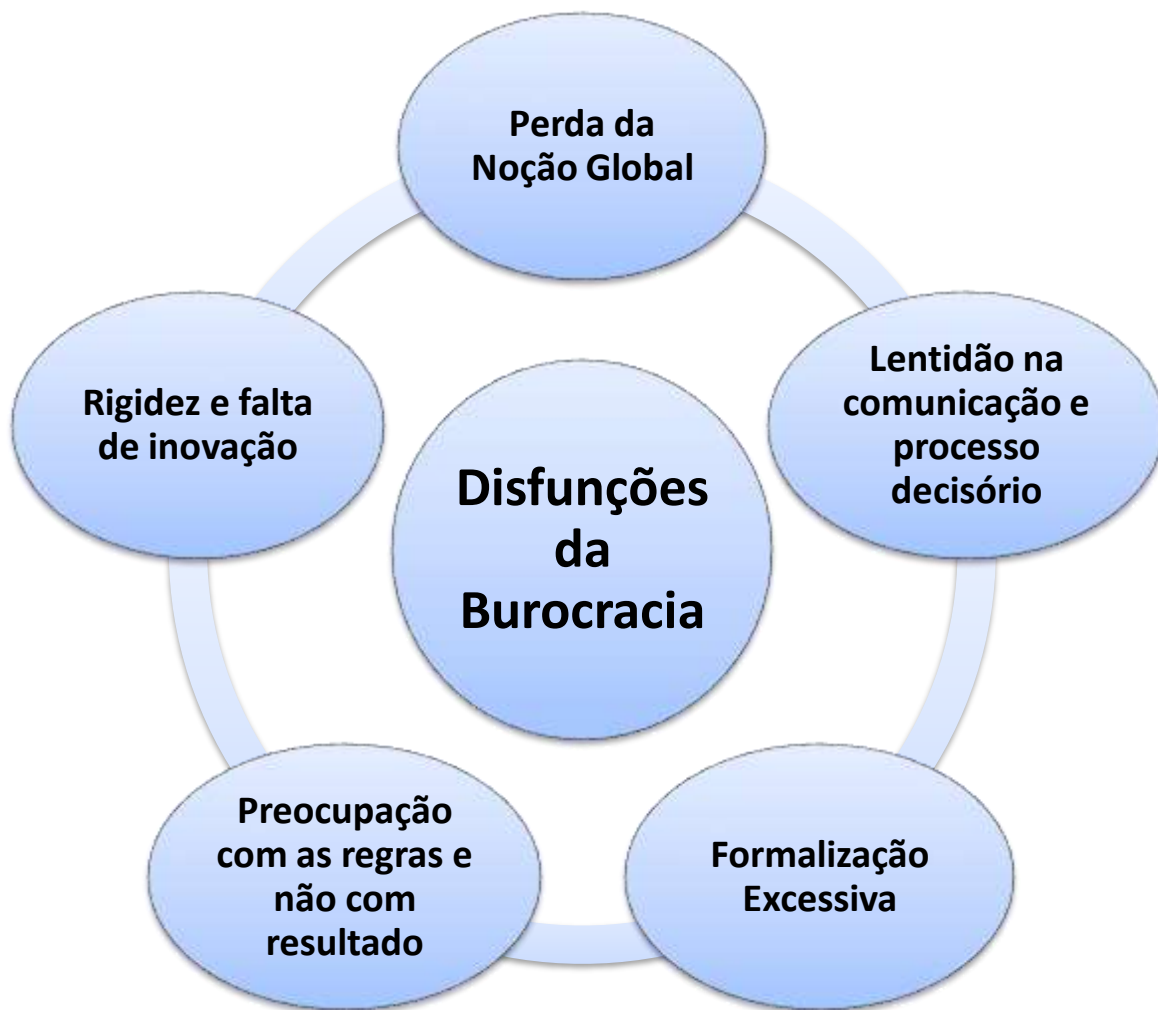 Perda da
Noção Global
Lentidão na
comunicação e
processo
decisório
Formalização
Excessiva
Preocupação
com as regras e
não com
resultado
Rigidez e falta
de inovação
Disfunções
da
Burocracia